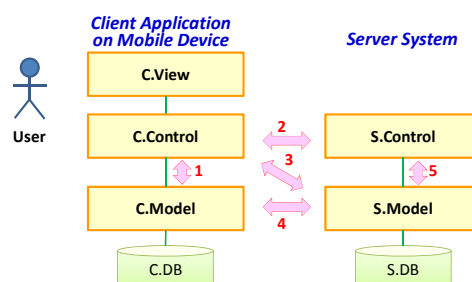 Client Application
on Mobile Device
Server System
C.View
User
C.Control
2
S.Control
1
3
5
C.Model
4
S.Model
C.DB
S.DB